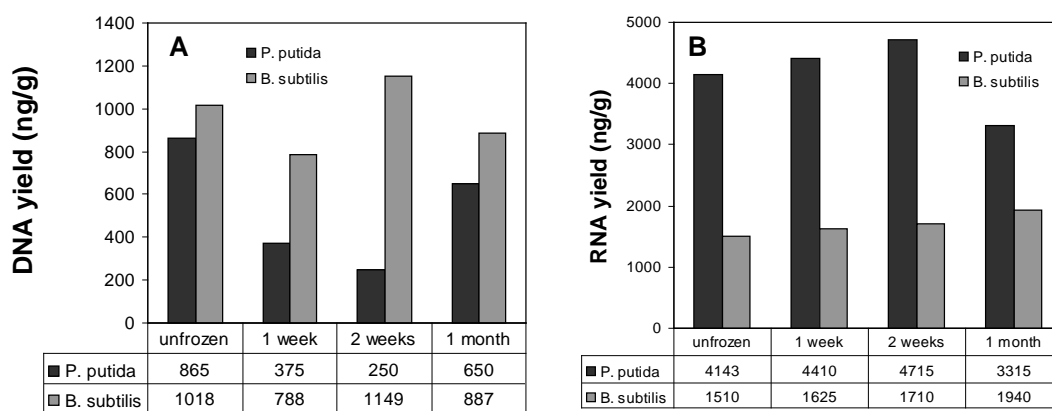 A
DNA yield (ng/g)
1400
1200
1000
800
600
400
200
0
P. putida
B. subtilis
unfrozen 1 week 2 weeks 1 month
P. putida 865 375 250 650
B. subtilis 1018 788 1149 887
B
RNA yield (ng/g)
5000
4000
3000
2000
1000
0
P. putida
B. subtilis
unfrozen 1 week 2 weeks 1 month
P. putida 4143 4410 4715 3315
B. subtilis 1510 1625 1710 1940